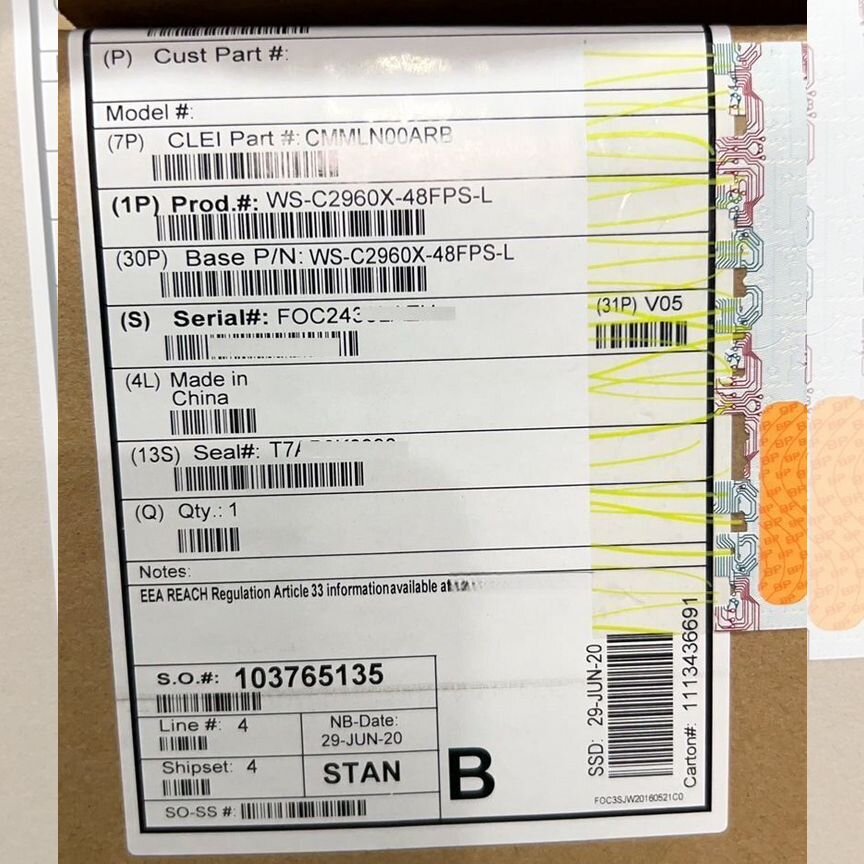 (P) Cust Part #:
Model #:
(7P) CLEI Part #: CMMLN00ARB
(1P) Prod.#: WS-C2960X-48FPS-L
(30P) Base P/N: WS-C2960X-48FPS-L
(S) Serial#: FOC243
(31P) V05
(4L) Made in
China
(13S) Seal#: T7
(Q) Qty.: 1
Notes:
EEA REACH Regulation Article 33 information available at
S.O.#: 103765135
Line #: 4
NB-Date:
29-JUN-20
Shipset: 4
STAN
SO-SS #:
B
SSD: 29-JUN-20
Carton#: 1113436691
FOC3SJW20160521C0
BP